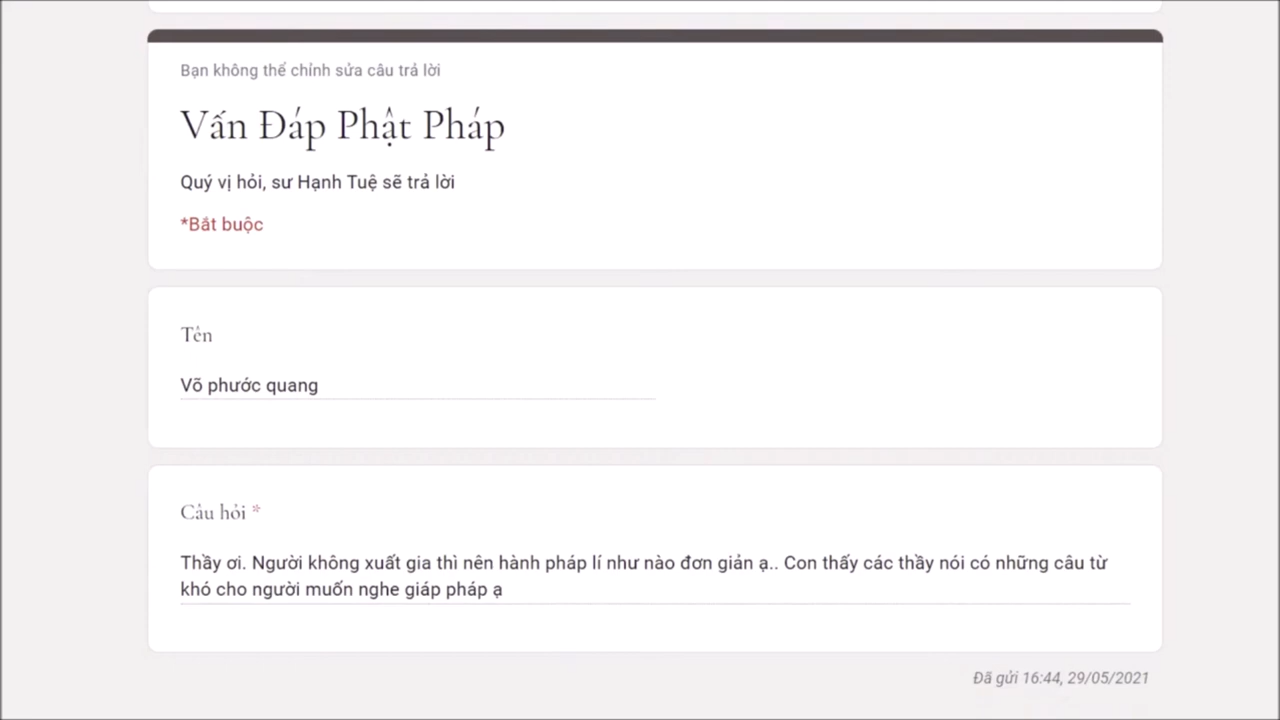 Bạn không thể chỉnh sửa câu trả lời
Vấn Đáp Phật Pháp
Quý vị hỏi, sư Hạnh Tuệ sẽ trả lời
*Bắt buộc
Tên
Võ phước quang
Câu hỏi *
Thầy ơi. Người không xuất gia thì nên hành pháp lí như nào đơn giản ạ.. Con thấy các thầy nói có những câu từ
khó cho người muốn nghe giáp pháp ạ
Đã gửi 16:44, 29/05/2021